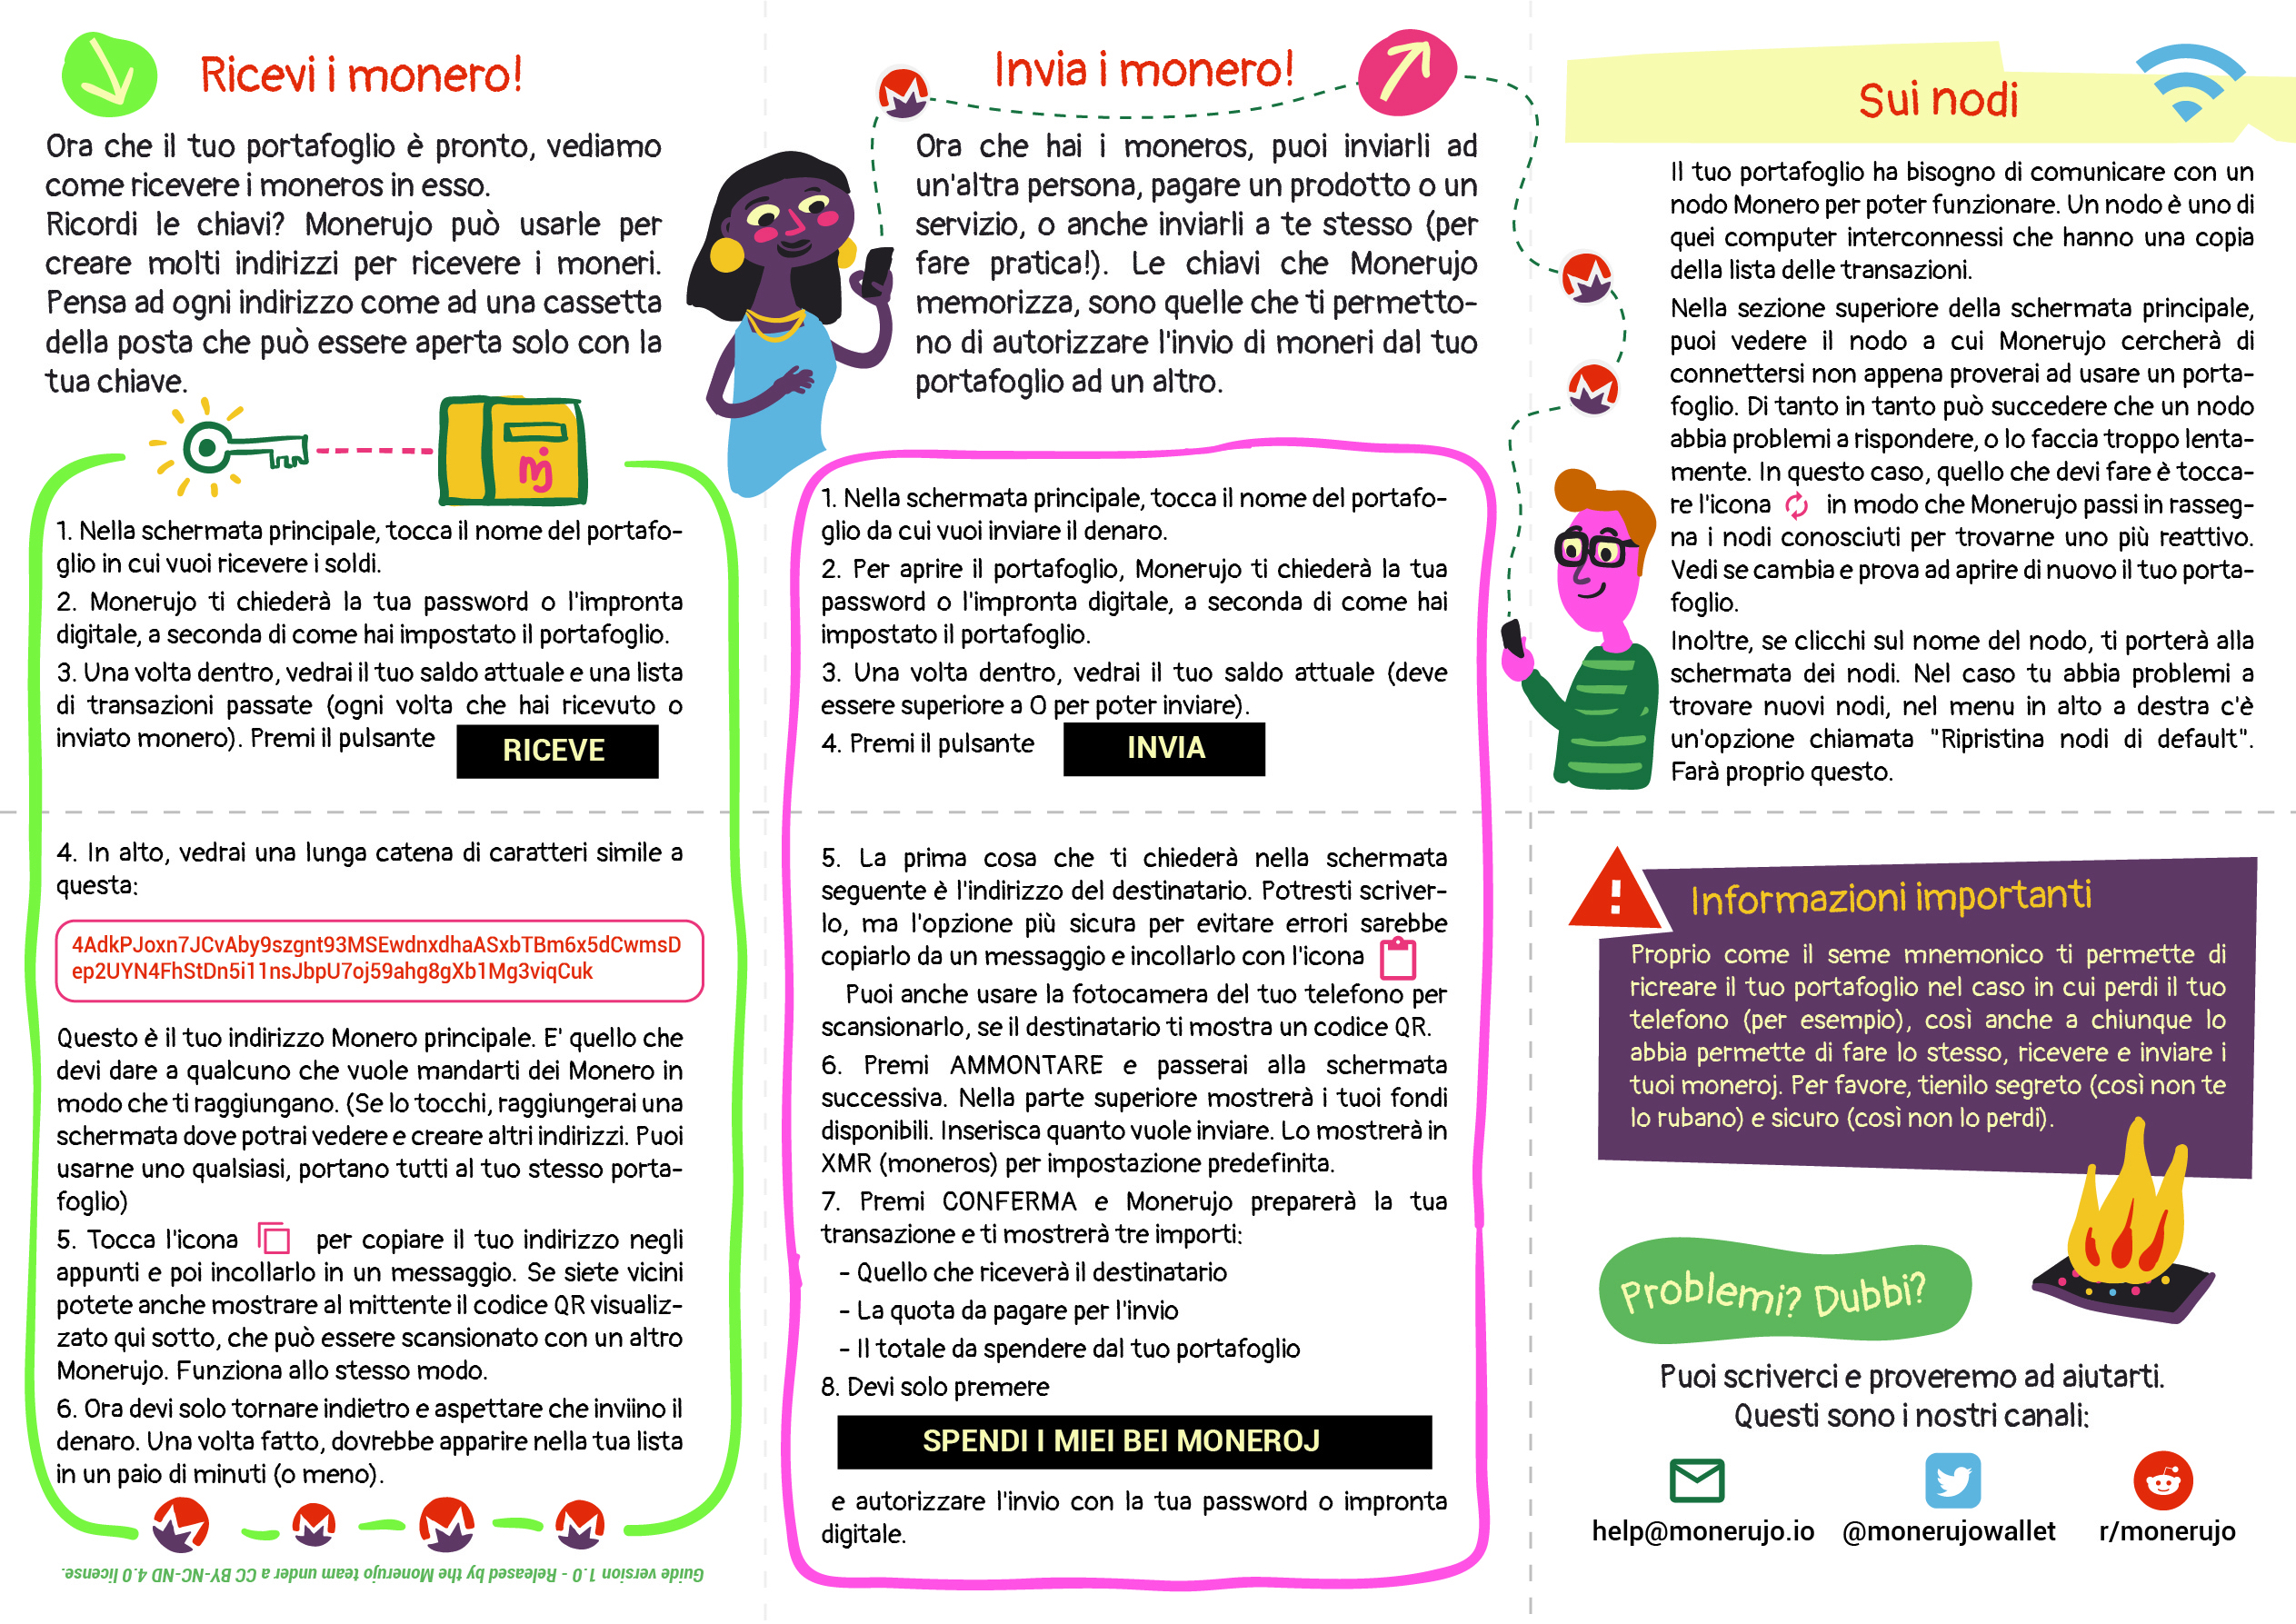 Ricevi i monero!
Ora che il tuo portafoglio è pronto, vediamo
come ricevere i moneros in esso.
Ricordi le chiavi? Monerujo può usarle per
creare molti indirizzi per ricevere i moneri.
Pensa ad ogni indirizzo come ad una cassetta
della posta che può essere aperta solo con la
tua chiave.
mj
1. Nella schermata principale, tocca il nome del portafo-
glio in cui vuoi ricevere i soldi.
2. Monerujo ti chiederà la tua password o l'impronta
digitale, a seconda di come hai impostato il portafoglio.
3. Una volta dentro, vedrai il tuo saldo attuale e una lista
di transazioni passate (ogni volta che hai ricevuto o
inviato monero). Premi il pulsante RICEVE
4. In alto, vedrai una lunga catena di caratteri simile a
questa:
4AdkPJoxn7JCvAby9szgnt93MSEwdnxdhaASxbTBm6x5dCwmsD
ep2UYN4FhStDn5i11nsJbpU7oj59ahg8gXb1Mg3viqCuk
Questo è il tuo indirizzo Monero principale. E' quello che
devi dare a qualcuno che vuole mandarti dei Monero in
modo che ti raggiungano. (Se lo tocchi, raggiungerai una
schermata dove potrai vedere e creare altri indirizzi. Puoi
usarne uno qualsiasi, portano tutti al tuo stesso porta-
foglio)
5. Tocca l'icona per copiare il tuo indirizzo negli
appunti e poi incollarlo in un messaggio. Se siete vicini
potete anche mostrare al mittente il codice QR visualiz-
zato qui sotto, che può essere scansionato con un altro
Monerujo. Funziona allo stesso modo.
6. Ora devi solo tornare indietro e aspettare che inviino il
denaro. Una volta fatto, dovrebbe apparire nella tua lista
in un paio di minuti (o meno).
Guide version 1.0 - Released by the Monerujo team under a CC BY-NC-ND 4.0 license.
Invia i monero!
Ora che hai i moneros, puoi inviarli ad
un'altra persona, pagare un prodotto o un
servizio, o anche inviarli a te stesso (per
fare pratica!). Le chiavi che Monerujo
memorizza, sono quelle che ti permetto-
no di autorizzare l'invio di moneri dal tuo
portafoglio ad un altro.
1. Nella schermata principale, tocca il nome del portafo-
glio da cui vuoi inviare il denaro.
2. Per aprire il portafoglio, Monerujo ti chiederà la tua
password o l'impronta digitale, a seconda di come hai
impostato il portafoglio.
3. Una volta dentro, vedrai il tuo saldo attuale (deve
essere superiore a 0 per poter inviare).
4. Premi il pulsante INVIA
5. La prima cosa che ti chiederà nella schermata
seguente è l'indirizzo del destinatario. Potresti scriver-
lo, ma l'opzione più sicura per evitare errori sarebbe
copiarlo da un messaggio e incollarlo con l'icona
Puoi anche usare la fotocamera del tuo telefono per
scansionarlo, se il destinatario ti mostra un codice QR.
6. Premi AMMONTARE e passerai alla schermata
successiva. Nella parte superiore mostrerà i tuoi fondi
disponibili. Inserisca quanto vuole inviare. Lo mostrerà in
XMR (moneros) per impostazione predefinita.
7. Premi CONFERMA e Monerujo preparerà la tua
transazione e ti mostrerà tre importi:
- Quello che riceverà il destinatario
- La quota da pagare per l'invio
- Il totale da spendere dal tuo portafoglio
8. Devi solo premere
SPENDI I MIEI BEI MONEROJ
e autorizzare l'invio con la tua password o impronta
digitale.
Sui nodi
Il tuo portafoglio ha bisogno di comunicare con un
nodo Monero per poter funzionare. Un nodo è uno di
quei computer interconnessi che hanno una copia
della lista delle transazioni.
Nella sezione superiore della schermata principale,
puoi vedere il nodo a cui Monerujo cercherà di
connettersi non appena proverai ad usare un porta-
foglio. Di tanto in tanto può succedere che un nodo
abbia problemi a rispondere, o lo faccia troppo lenta-
mente. In questo caso, quello che devi fare è tocca-
re l'icona in modo che Monerujo passi in rasseg-
na i nodi conosciuti per trovarne uno più reattivo.
Vedi se cambia e prova ad aprire di nuovo il tuo porta-
foglio.
Inoltre, se clicchi sul nome del nodo, ti porterà alla
schermata dei nodi. Nel caso tu abbia problemi a
trovare nuovi nodi, nel menu in alto a destra c'è
un'opzione chiamata "Ripristina nodi di default".
Farà proprio questo.
Informazioni importanti
Proprio come il seme mnemonico ti permette di
ricreare il tuo portafoglio nel caso in cui perdi il tuo
telefono (per esempio), così anche a chiunque lo
abbia permette di fare lo stesso, ricevere e inviare i
tuoi moneroj. Per favore, tienilo segreto (così non te
lo rubano) e sicuro (così non lo perdi).
Problemi? Dubbi?
Puoi scriverci e proveremo ad aiutarti.
Questi sono i nostri canali:
help@monerujo.io @monerujowallet r/monerujo